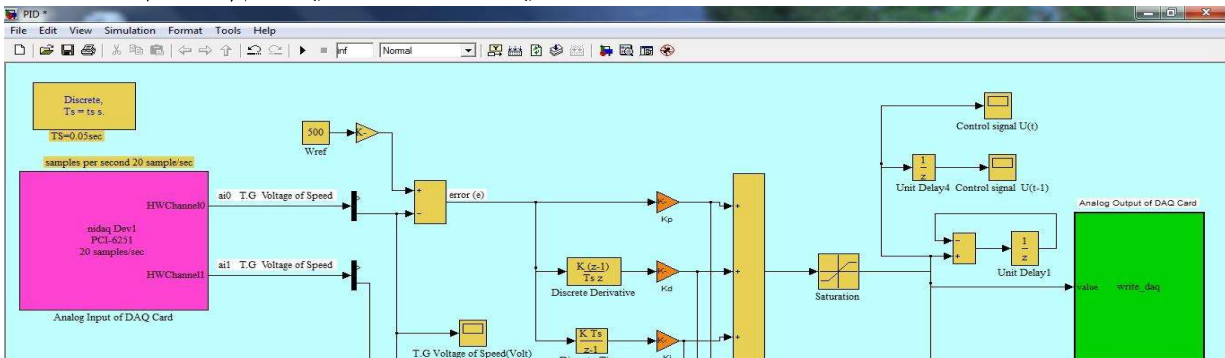 PID *
File Edit View Simulation Format Tools Help
inf Normal
Discrete,
Ts = ts s.
TS=0.05sec
500
K-
Wref
Control signal U(t)
samples per second 20 sample/sec
1
z
Unit Delay4 Control signal U(t-1)
ai0 T.G Voltage of Speed
HWChannel0
+
-
error (e)
K-
Kp
+
Analog Output of DAQ Card
nidaq Dev1
PCI-6251
20 samples/sec
ai1 T.G Voltage of Speed
HWChannel1
K (z-1)
Ts z
Discrete Derivative
K-
Kd
+
Saturation
-
+
1
z
Unit Delay1
value write_daq
Analog Input of DAQ Card
T.G Voltage of Speed(Volt)
K Ts
z-1
K-
+